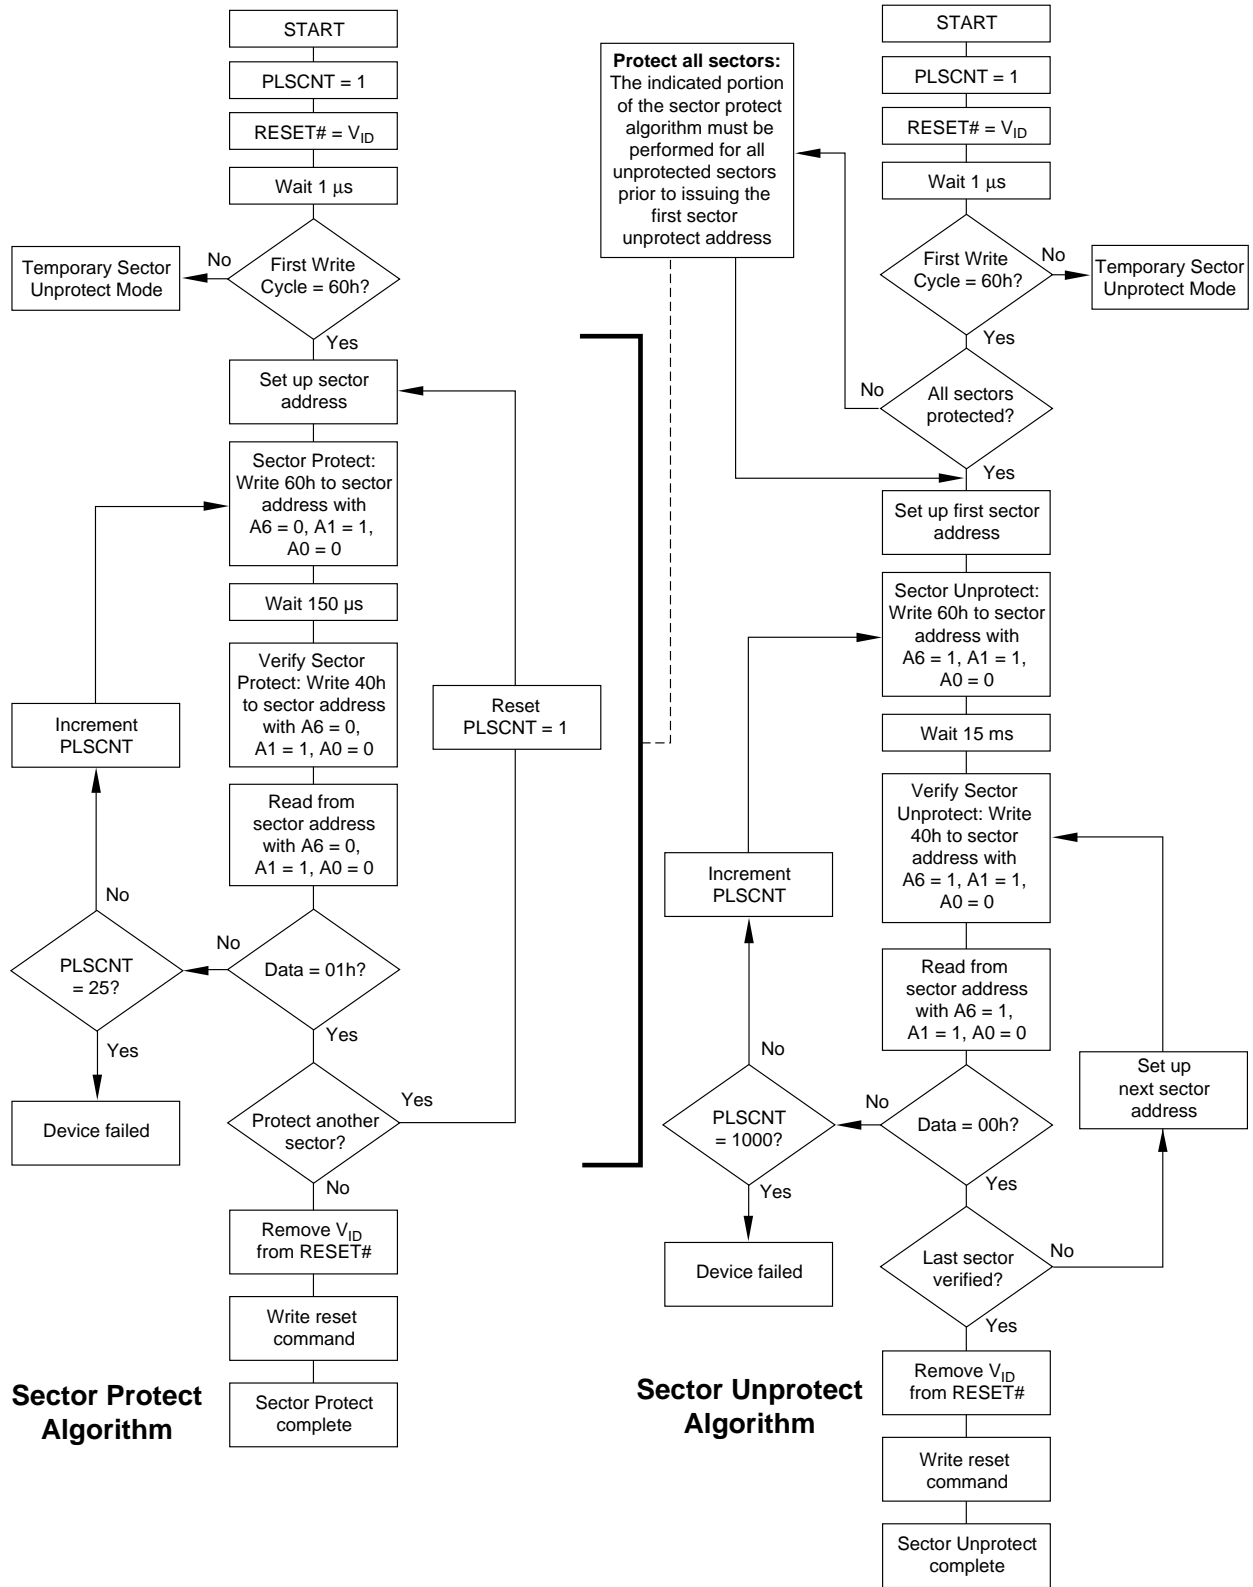 START
PLSCNT = 1
RESET# = VID
Wait 1 μs
First Write
Cycle = 60h?
No
Temporary Sector
Unprotect Mode
Yes
Set up sector
address
Sector Protect:
Write 60h to sector
address with
A6 = 0, A1 = 1,
A0 = 0
Wait 150 µs
Verify Sector
Protect: Write 40h
to sector address
with A6 = 0,
A1 = 1, A0 = 0
Reset
PLSCNT = 1
Increment
PLSCNT
Read from
sector address
with A6 = 0,
A1 = 1, A0 = 0
No
PLSCNT
= 25?
No
Data = 01h?
Yes
Yes
Device failed
Protect another
sector?
Yes
No
Remove VID
from RESET#
Write reset
command
Sector Protect
complete
Sector Protect
Algorithm
Protect all sectors:
The indicated portion
of the sector protect
algorithm must be
performed for all
unprotected sectors
prior to issuing the
first sector
unprotect address
START
PLSCNT = 1
RESET# = VID
Wait 1 μs
First Write
Cycle = 60h?
No
Temporary Sector
Unprotect Mode
Yes
No
All sectors
protected?
Yes
Set up first sector
address
Sector Unprotect:
Write 60h to sector
address with
A6 = 1, A1 = 1,
A0 = 0
Wait 15 ms
Verify Sector
Unprotect: Write
40h to sector
address with
A6 = 1, A1 = 1,
A0 = 0
Increment
PLSCNT
Read from
sector address
with A6 = 1,
A1 = 1, A0 = 0
No
Set up
next sector
address
PLSCNT
= 1000?
No
Data = 00h?
Yes
Yes
Device failed
Last sector
verified?
No
Yes
Remove VID
from RESET#
Write reset
command
Sector Unprotect
complete
Sector Unprotect
Algorithm